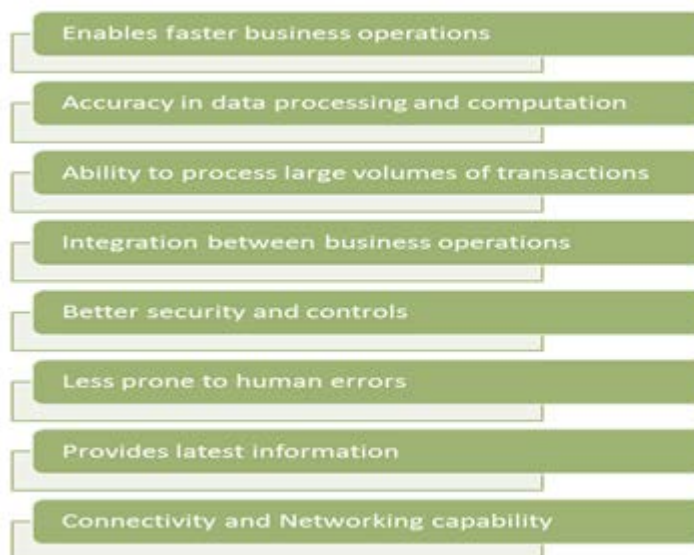 Enables faster business operations
Accuracy in data processing and computation
Ability to process large volumes of transactions
Integration between business operations
Better security and controls
Less prone to human errors
Provides latest information
Connectivity and Networking capability